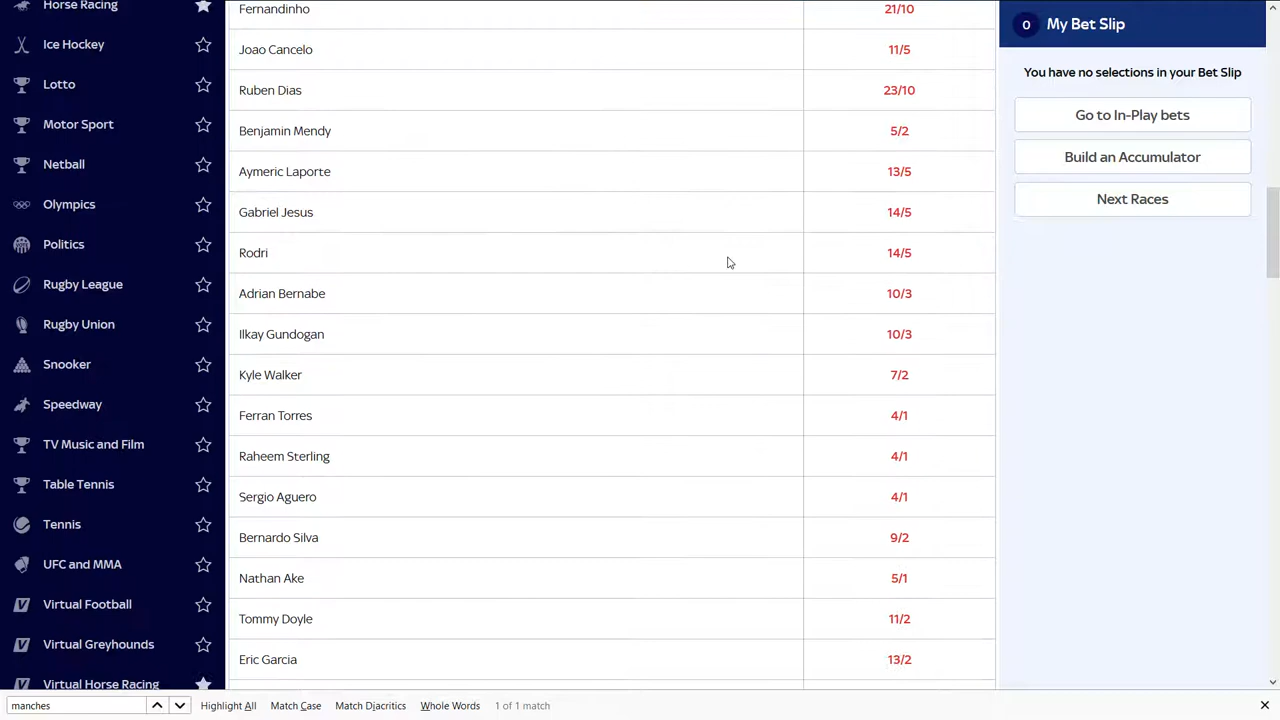 Horse Racing
Ice Hockey
Lotto
Motor Sport
Netball
Olympics
Politics
Rugby League
Rugby Union
Snooker
Speedway
TV Music and Film
Table Tennis
Tennis
UFC and MMA
Virtual Football
Virtual Greyhounds
Virtual Horse Racing
Fernandinho 21/10
Joao Cancelo 11/5
Ruben Dias 23/10
Benjamin Mendy 5/2
Aymeric Laporte 13/5
Gabriel Jesus 14/5
Rodri 14/5
Adrian Bernabe 10/3
Ilkay Gundogan 10/3
Kyle Walker 7/2
Ferran Torres 4/1
Raheem Sterling 4/1
Sergio Aguero 4/1
Bernardo Silva 9/2
Nathan Ake 5/1
Tommy Doyle 11/2
Eric Garcia 13/2
0 My Bet Slip
You have no selections in your Bet Slip
Go to In-Play bets
Build an Accumulator
Next Races
manches Highlight All Match Case Match Diacritics Whole Words 1 of 1 match